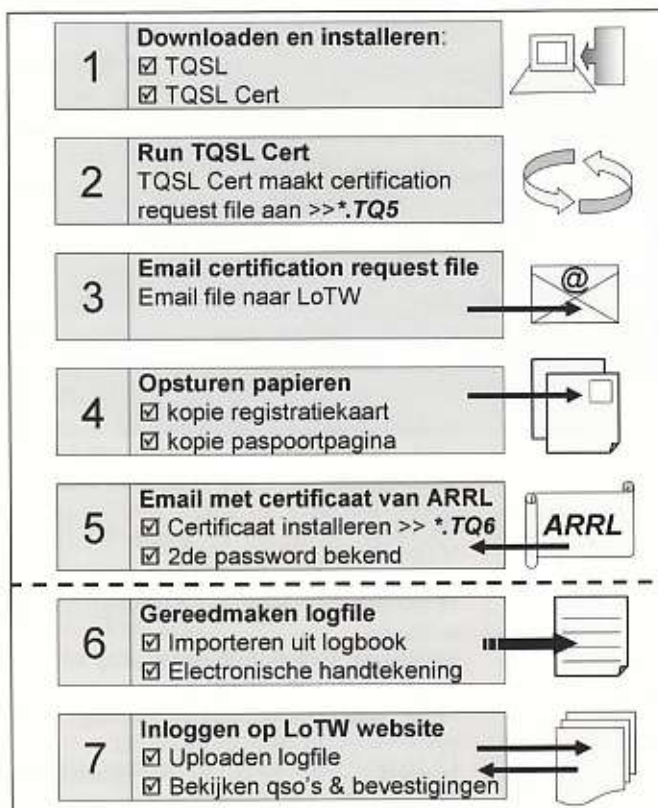 1
Downloaden en installeren:
☑ TQSL
☑ TQSL Cert
2
Run TQSL Cert
TQSL Cert maakt certification
request file aan >>*.TQ5
3
Email certification request file
Email file naar LoTW
@
4
Opsturen papieren
☑ kopie registratiekaart
☑ kopie paspoortpagina
5
Email met certificaat van ARRL
☑ Certificaat installeren >> *.TQ6
☑ 2de password bekend
ARRL
6
Gereedmaken logfile
☑ Importeren uit logbook
☑ Electronische handtekening
7
Inloggen op LoTW website
☑ Uploaden logfile
☑ Bekijken qso's & bevestigingen